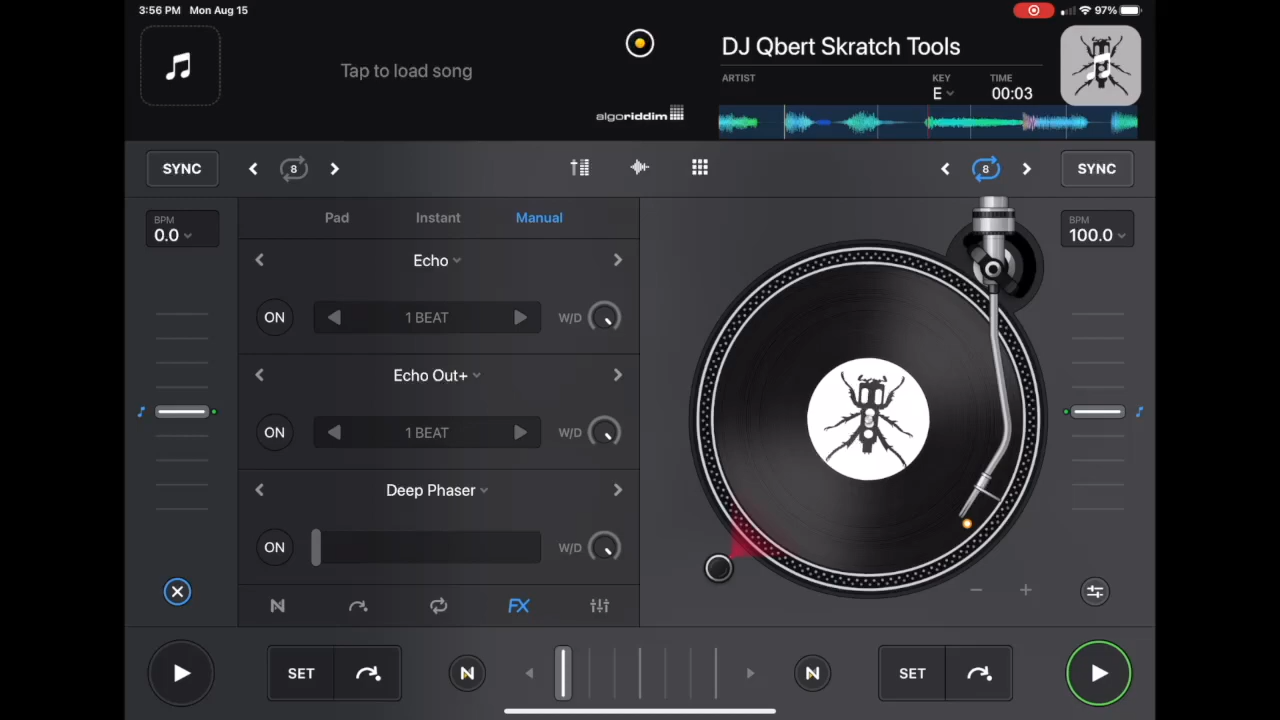 3:56 PM Mon Aug 15
97%
Tap to load song
algoriddim
DJ Qbert Skratch Tools
ARTIST
KEY
E
TIME
00:03
SYNC
8
8
SYNC
BPM
0.0
Pad Instant Manual
BPM
100.0
Echo
ON
1 BEAT
W/D
Echo Out+
ON
1 BEAT
W/D
Deep Phaser
ON
W/D
FX
SET
N
N
SET